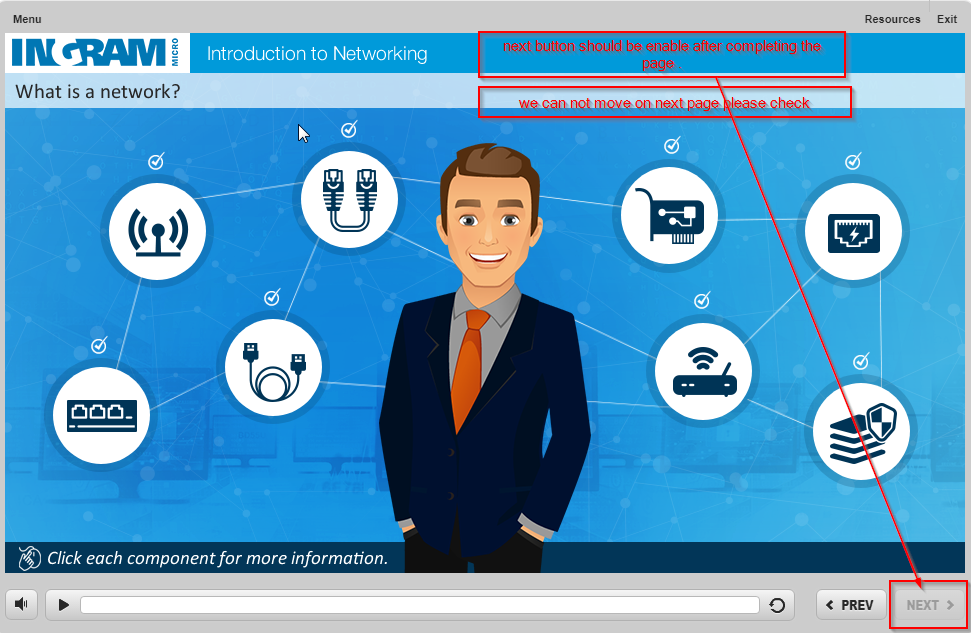 Menu
Resources
Exit
INGRAM MICRO
Introduction to Networking
next button should be enable after completing the
page.
What is a network?
we can not move on next page please check
Click each component for more information.
PREV
NEXT